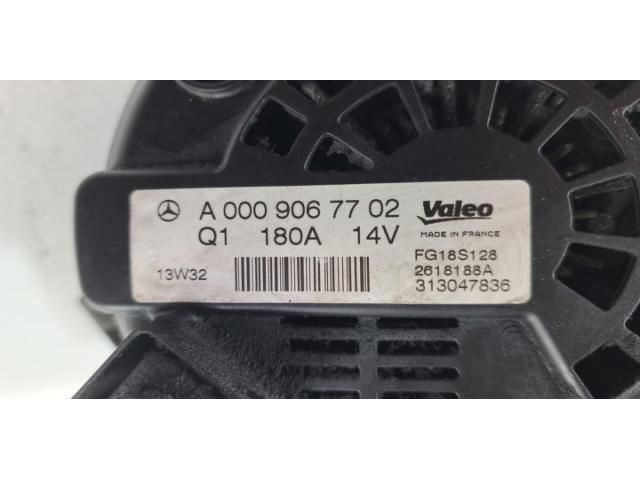 A 000 906 77 02
Valeo
MADE IN FRANCE
Q1 180A 14V
FG18S128
13W32
2618188A
313047836